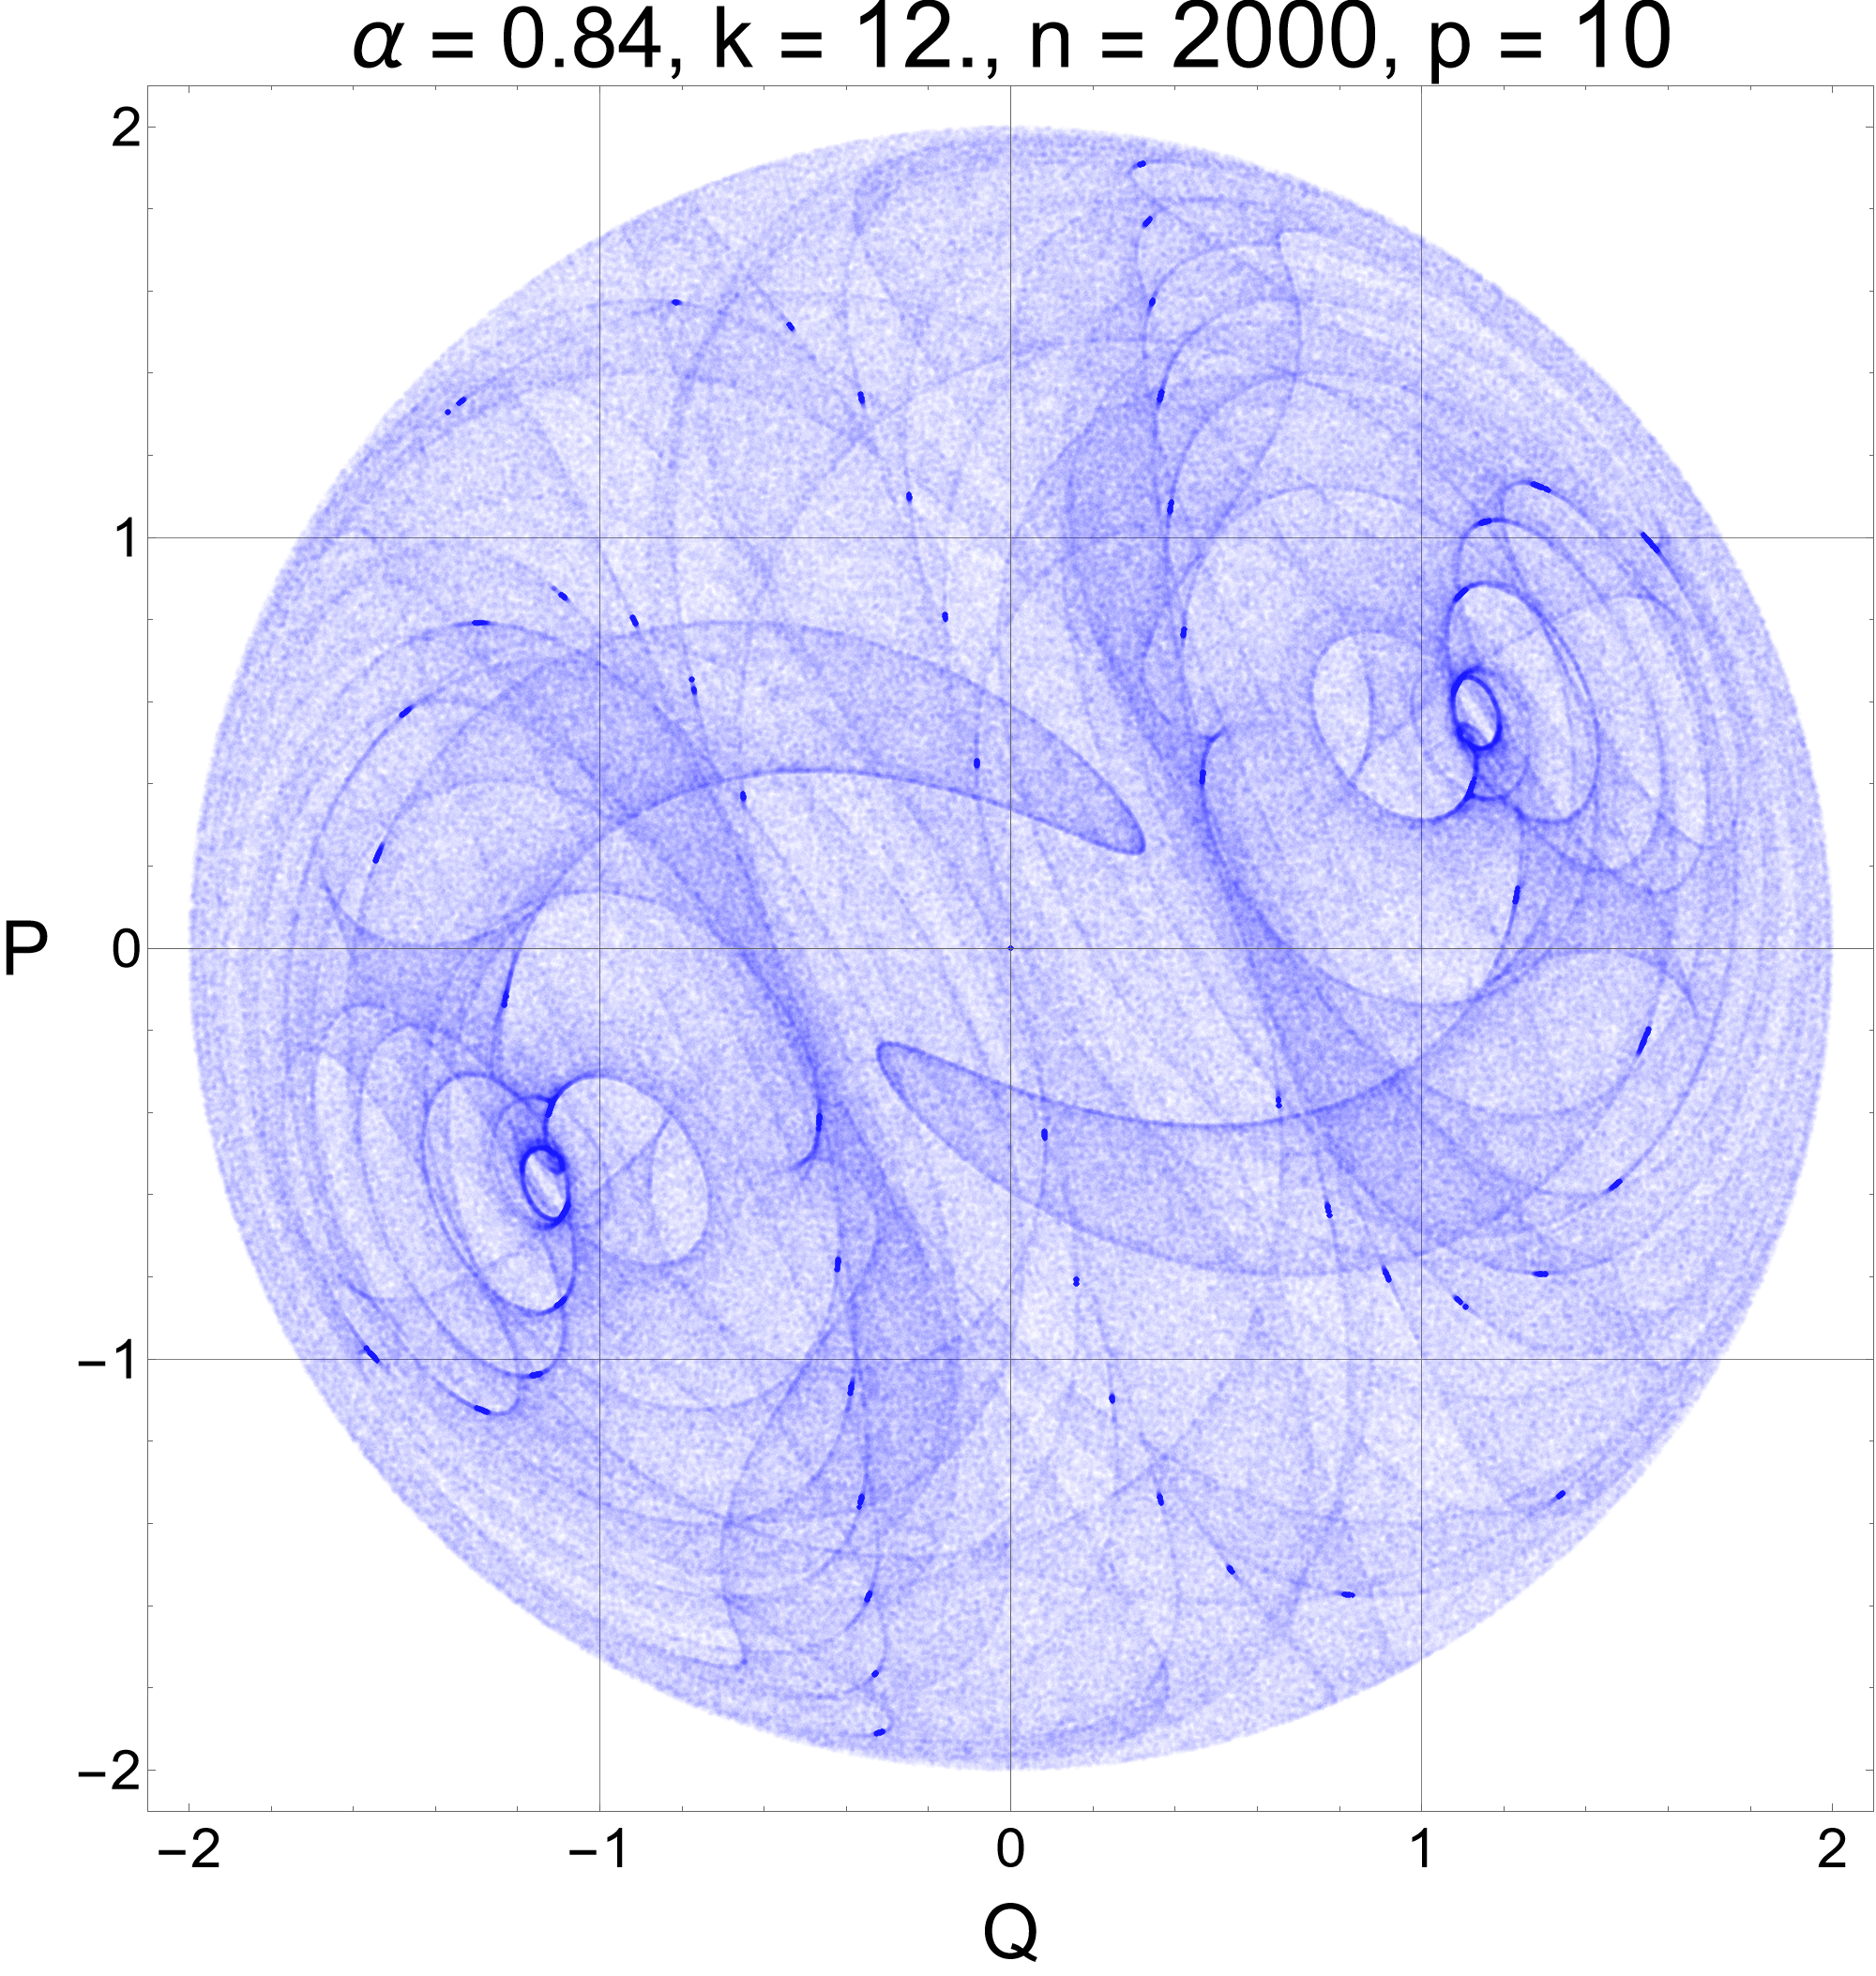 α = 0.84, k = 12., n = 2000, p = 10
2
1
P
0
−1
−2
−2 −1 0 1 2
Q